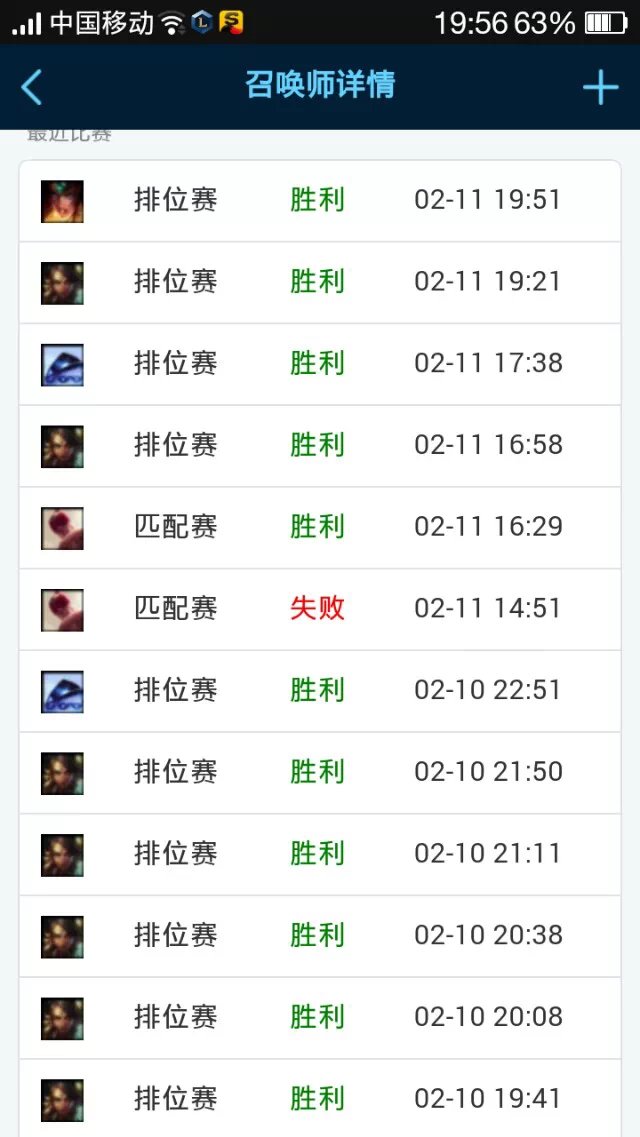 中国移动 19:56 63%
召唤师详情
最近比赛
排位赛 胜利 02-11 19:51
排位赛 胜利 02-11 19:21
排位赛 胜利 02-11 17:38
排位赛 胜利 02-11 16:58
匹配赛 胜利 02-11 16:29
匹配赛 失败 02-11 14:51
排位赛 胜利 02-10 22:51
排位赛 胜利 02-10 21:50
排位赛 胜利 02-10 21:11
排位赛 胜利 02-10 20:38
排位赛 胜利 02-10 20:08
排位赛 胜利 02-10 19:41